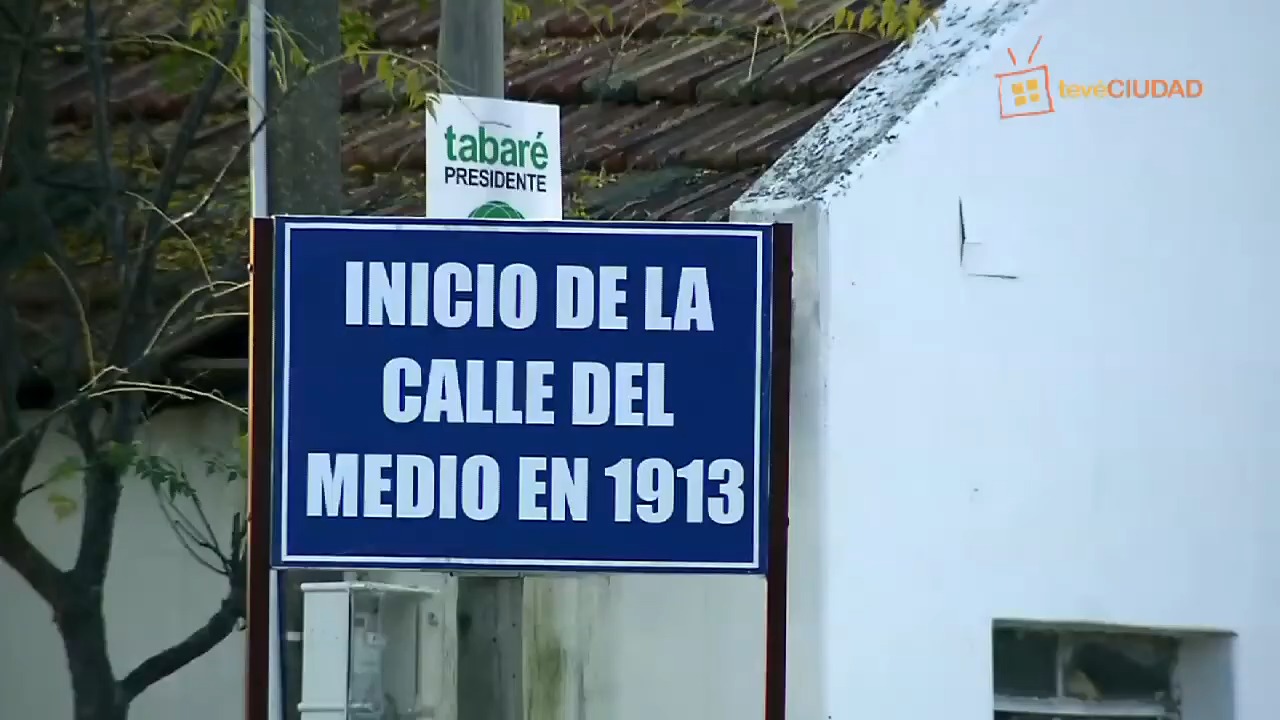 tevéCIUDAD
tabaré
PRESIDENTE
INICIO DE LA
CALLE DEL
MEDIO EN 1913